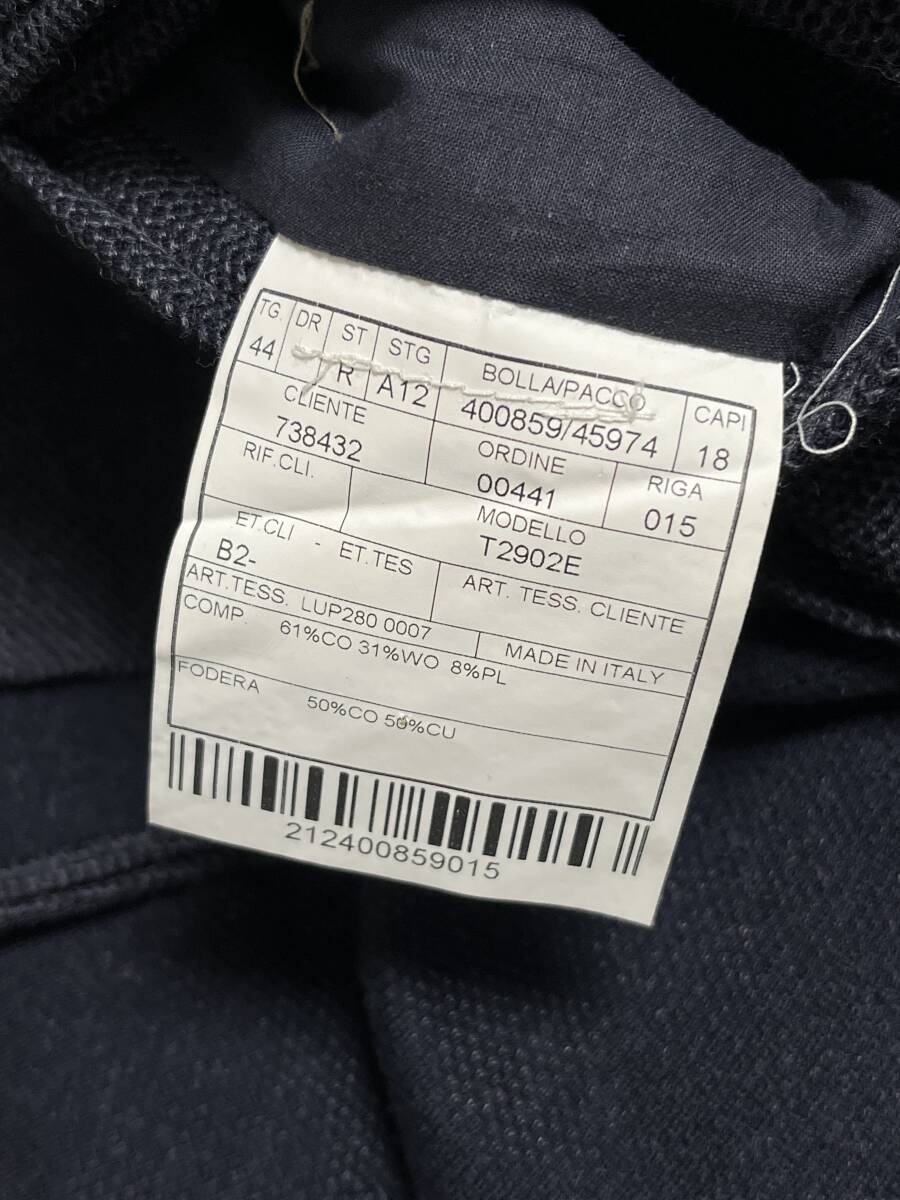 TG. DR ST STG BOLLA/PACCO CAPI
44 R A12 400859/45974 18
CLIENTE ORDINE RIGA
738432 00441 015
RIF.CLI. MODELLO
T2902E
ET.CLI - ET.TES ART. TESS. CLIENTE
B2-
ART.TESS. LUP280 0007 MADE IN ITALY
COMP. 61%CO 31%WO 8%PL
FODERA 50%CO 50%CU
212400859015